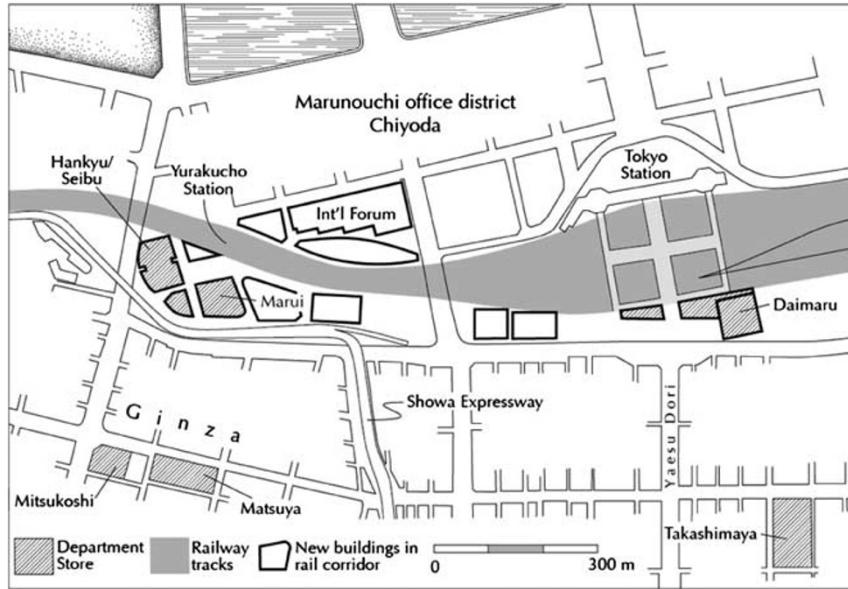 Marunouchi office district
Chiyoda
Hankyu/
Seibu
Yurakucho
Station
Tokyo
Station
Int'l Forum
Marui
Daimaru
Ginza
Showa Expressway
Yaesu Dori
Mitsukoshi
Matsuya
Takashimaya
Department
Store
Railway
tracks
New buildings in
rail corridor
0
300 m